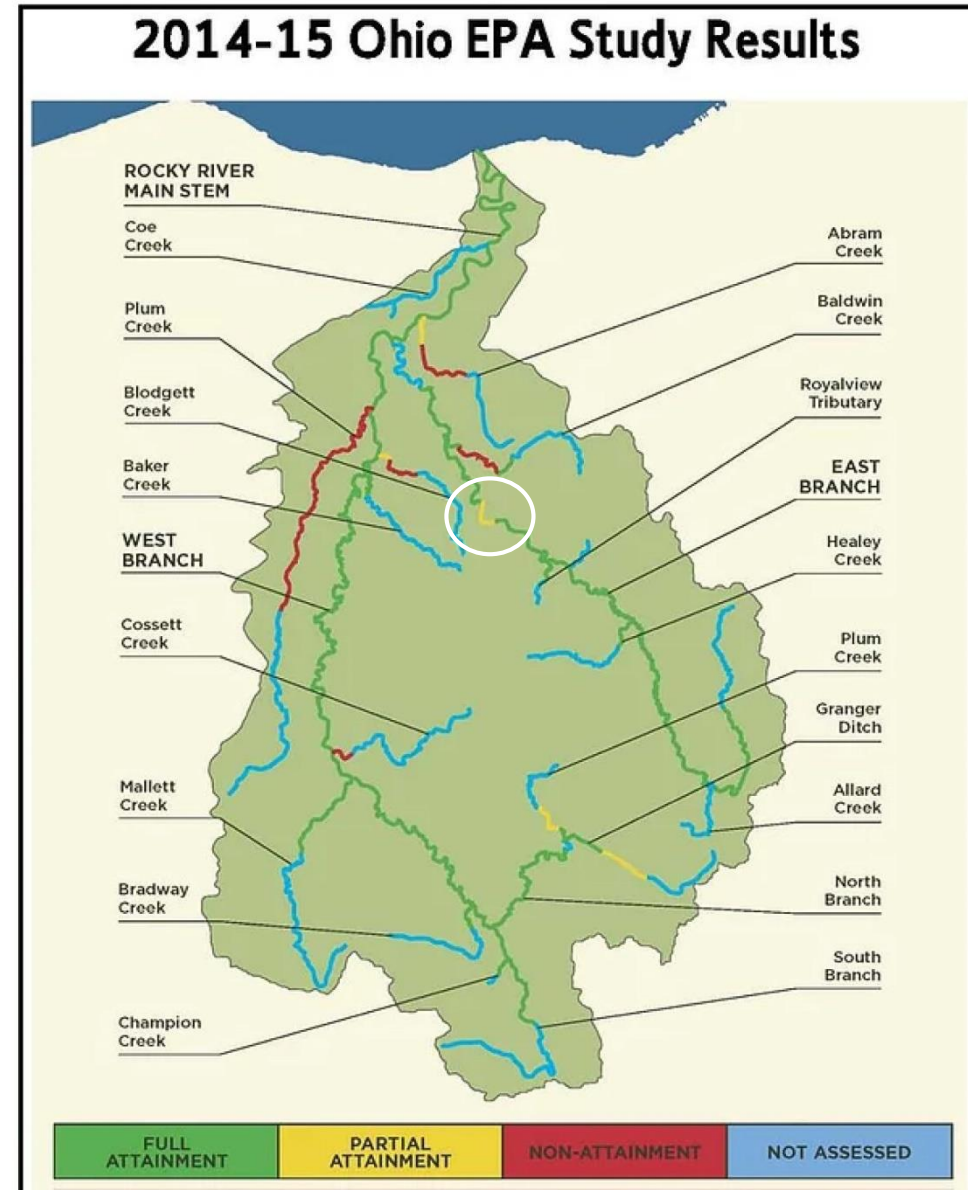 2014-15 Ohio EPA Study Results
ROCKY RIVER
MAIN STEM
Coe
Creek
Plum
Creek
Blodgett
Creek
Baker
Creek
WEST
BRANCH
Cossett
Creek
Mallett
Creek
Bradway
Creek
Champion
Creek
Abram
Creek
Baldwin
Creek
Royalview
Tributary
EAST
BRANCH
Healey
Creek
Plum
Creek
Granger
Ditch
Allard
Creek
North
Branch
South
Branch
FULL
ATTAINMENT
PARTIAL
ATTAINMENT
NON-ATTAINMENT
NOT ASSESSED